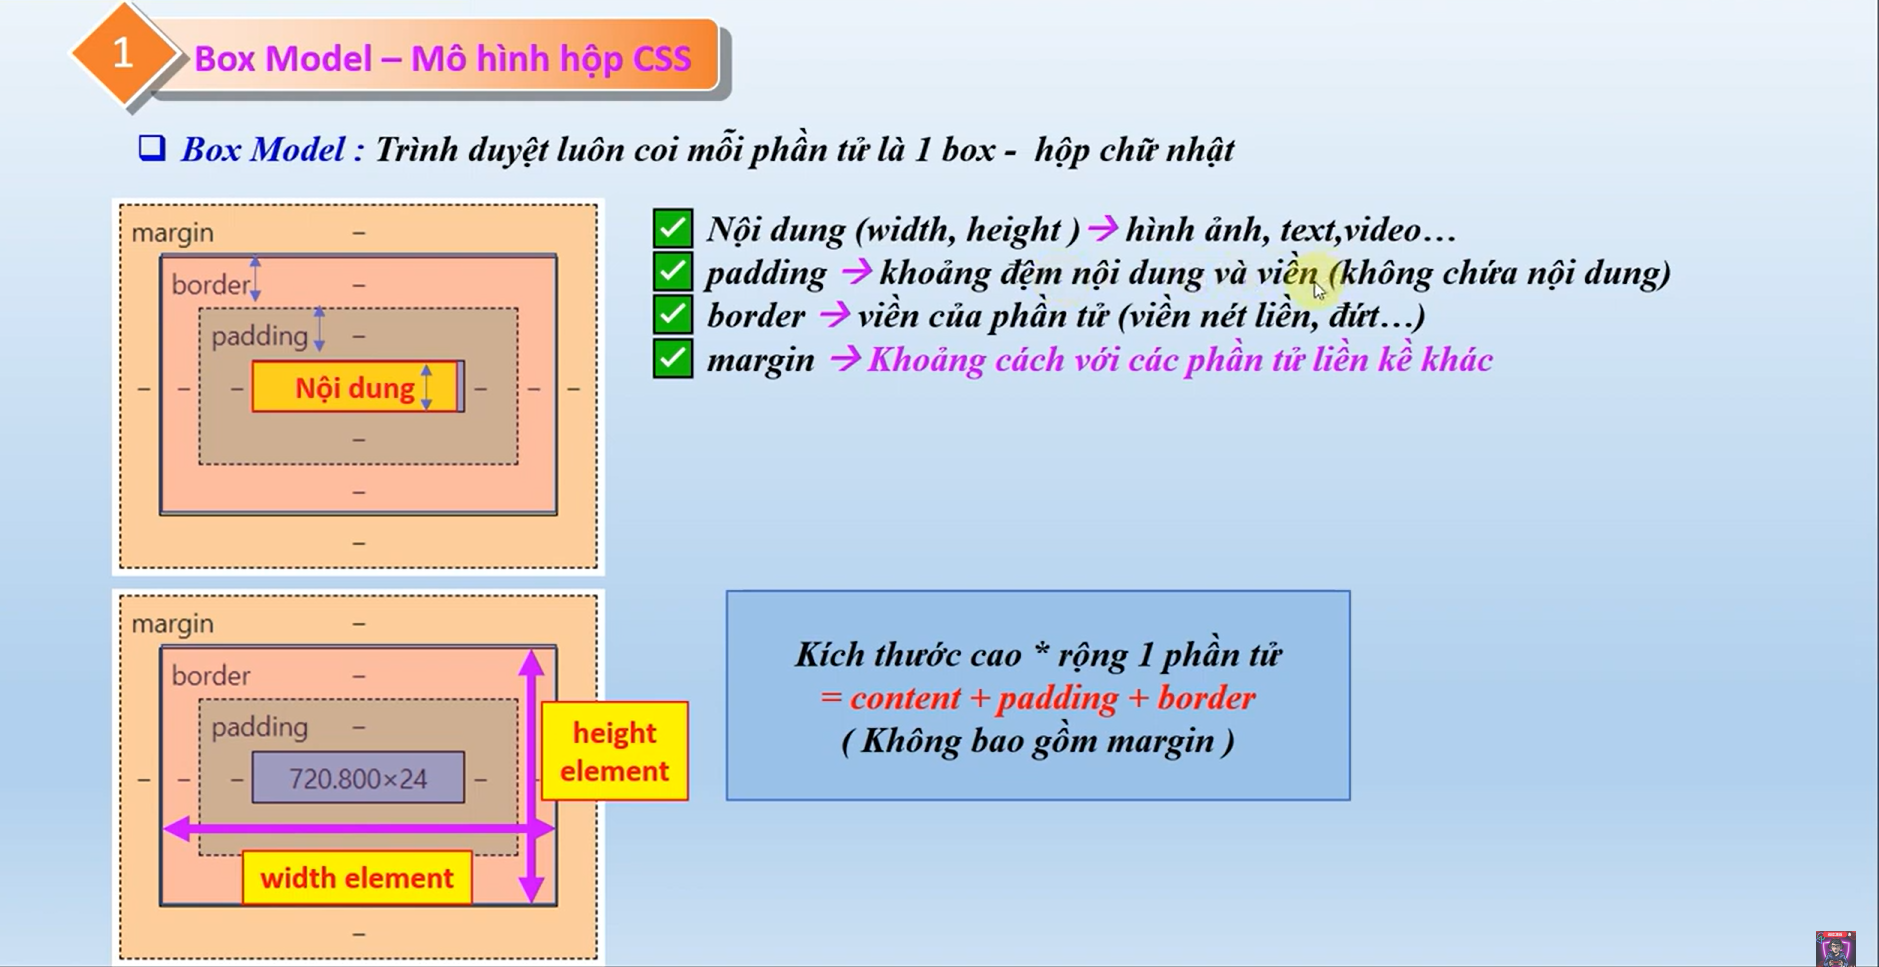 1
Box Model – Mô hình hộp CSS
Box Model : Trình duyệt luôn coi mỗi phần tử là 1 box - hộp chữ nhật
margin –
border –
padding –
– – – Nội dung – – –
–
–
–
Nội dung (width, height ) → hình ảnh, text,video…
padding → khoảng đệm nội dung và viền (không chứa nội dung)
border → viền của phần tử (viền nét liền, đứt…)
margin → Khoảng cách với các phần tử liền kề khác
margin –
border –
padding –
– – – 720.800×24 – -
height
element
width element
–
Kích thước cao * rộng 1 phần tử
= content + padding + border
( Không bao gồm margin )